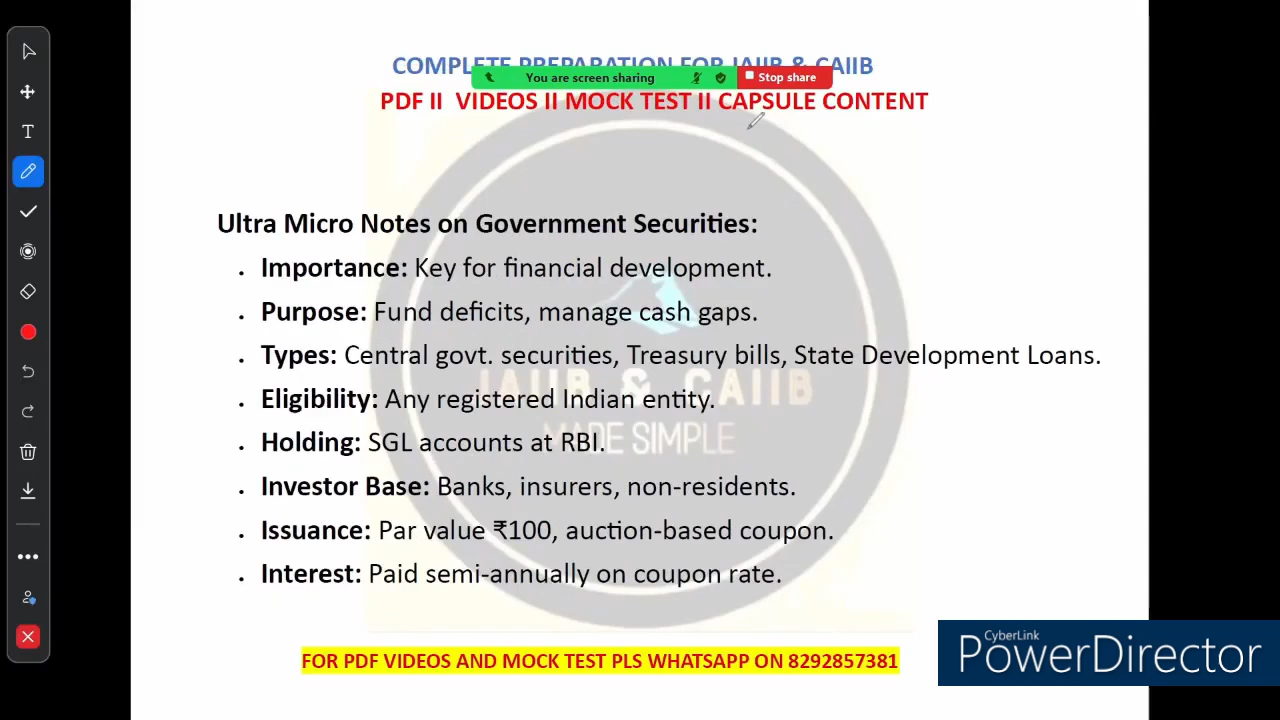 COMPLETE PREPARATION FOR JAIIB & CAIIB
You are screen sharing Stop share
PDF II VIDEOS II MOCK TEST II CAPSULE CONTENT
T
Ultra Micro Notes on Government Securities:
• Importance: Key for financial development.
• Purpose: Fund deficits, manage cash gaps.
• Types: Central govt. securities, Treasury bills, State Development Loans.
JAIIB & CAIIB
• Eligibility: Any registered Indian entity.
MADE SIMPLE
• Holding: SGL accounts at RBI.
• Investor Base: Banks, insurers, non-residents.
• Issuance: Par value ₹100, auction-based coupon.
• Interest: Paid semi-annually on coupon rate.
FOR PDF VIDEOS AND MOCK TEST PLS WHATSAPP ON 8292857381
CyberLink
PowerDirector